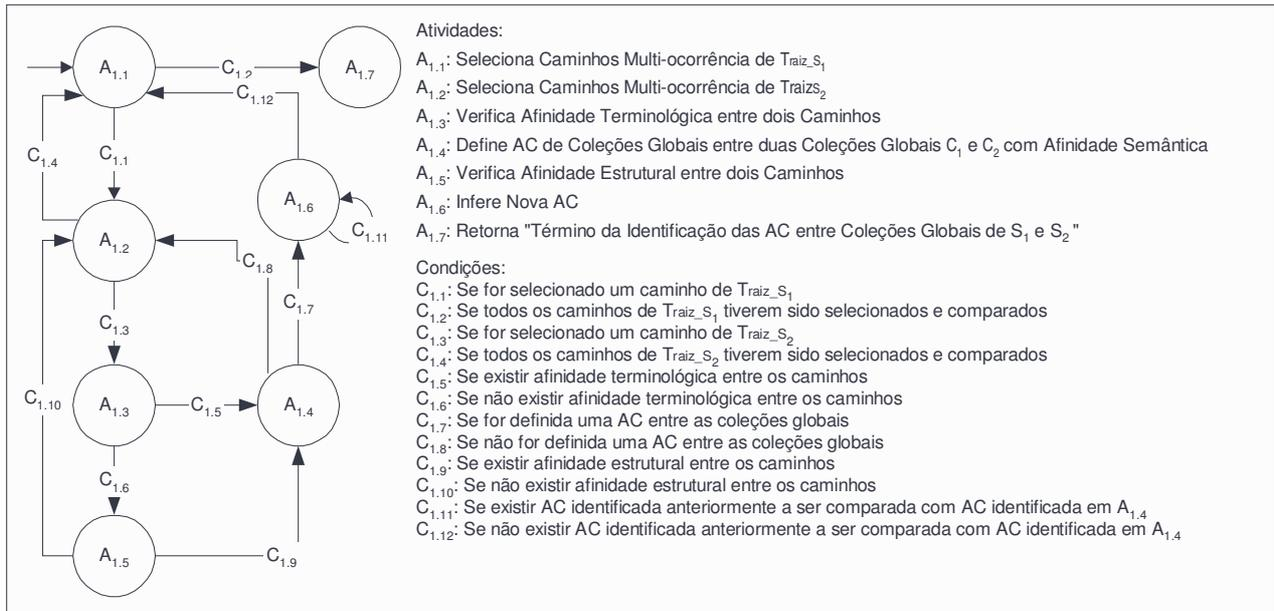 A1.1
C1.2
A1.7
C1.12
C1.4
C1.1
A1.6
C1.11
A1.2
C1.8
C1.7
C1.3
C1.10
A1.3
C1.5
A1.4
C1.6
A1.5
C1.9
Atividades:
A1.1: Seleciona Caminhos Multi-ocorrência de Traiz_S1
A1.2: Seleciona Caminhos Multi-ocorrência de TraizS2
A1.3: Verifica Afinidade Terminológica entre dois Caminhos
A1.4: Define AC de Coleções Globais entre duas Coleções Globais C1 e C2 com Afinidade Semântica
A1.5: Verifica Afinidade Estrutural entre dois Caminhos
A1.6: Infere Nova AC
A1.7: Retorna "Término da Identificação das AC entre Coleções Globais de S1 e S2 "
Condições:
C1.1: Se for selecionado um caminho de Traiz_S1
C1.2: Se todos os caminhos de Traiz_S1 tiverem sido selecionados e comparados
C1.3: Se for selecionado um caminho de Traiz_S2
C1.4: Se todos os caminhos de Traiz_S2 tiverem sido selecionados e comparados
C1.5: Se existir afinidade terminológica entre os caminhos
C1.6: Se não existir afinidade terminológica entre os caminhos
C1.7: Se for definida uma AC entre as coleções globais
C1.8: Se não for definida uma AC entre as coleções globais
C1.9: Se existir afinidade estrutural entre os caminhos
C1.10: Se não existir afinidade estrutural entre os caminhos
C1.11: Se existir AC identificada anteriormente a ser comparada com AC identificada em A1.4
C1.12: Se não existir AC identificada anteriormente a ser comparada com AC identificada em A1.4